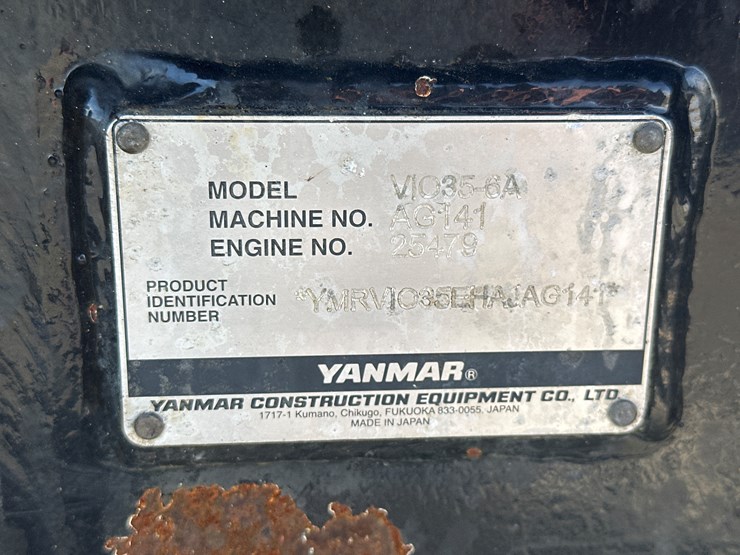 MODEL VIO35-6A
MACHINE NO. AG141
ENGINE NO. 25479
PRODUCT
IDENTIFICATION
NUMBER
*YMRVIO35EHAJAG141*
YANMAR®
YANMAR CONSTRUCTION EQUIPMENT CO., LTD
1717-1 Kumano, Chikugo, FUKUOKA 833-0055, JAPAN
MADE IN JAPAN